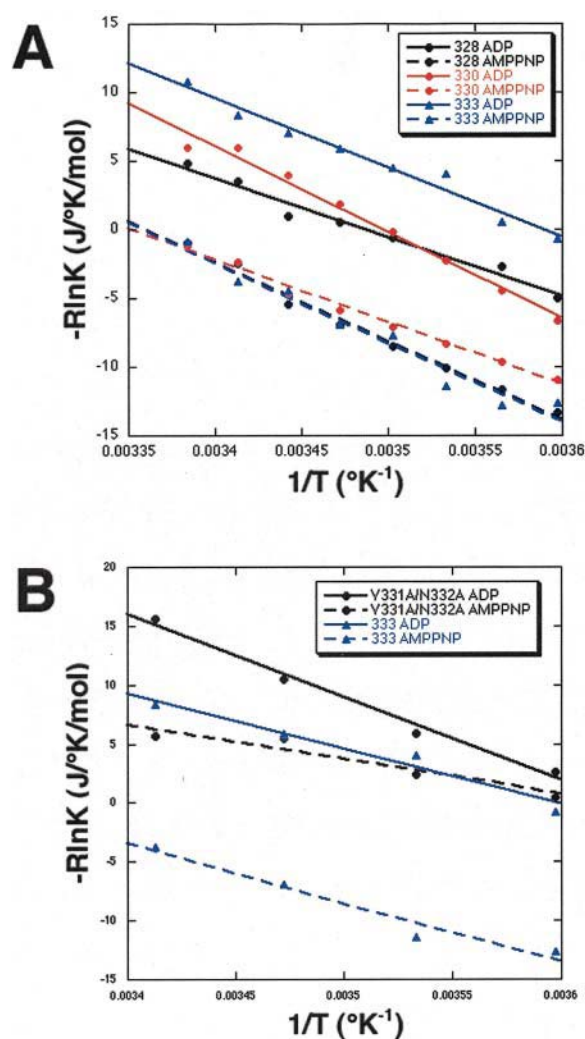 A
15
10
5
0
-5
-10
-15
-RlnK (J/°K/mol)
328 ADP
328 AMPPNP
330 ADP
330 AMPPNP
333 ADP
333 AMPPNP
0.00335 0.0034 0.00345 0.0035 0.00355 0.0036
1/T (°K⁻¹)
B
20
15
10
5
0
-5
-10
-15
-RlnK (J/°K/mol)
Y331A/N332A ADP
Y331A/N332A AMPPNP
333 ADP
333 AMPPNP
0.0034 0.00345 0.0035 0.00355 0.0036
1/T (°K⁻¹)